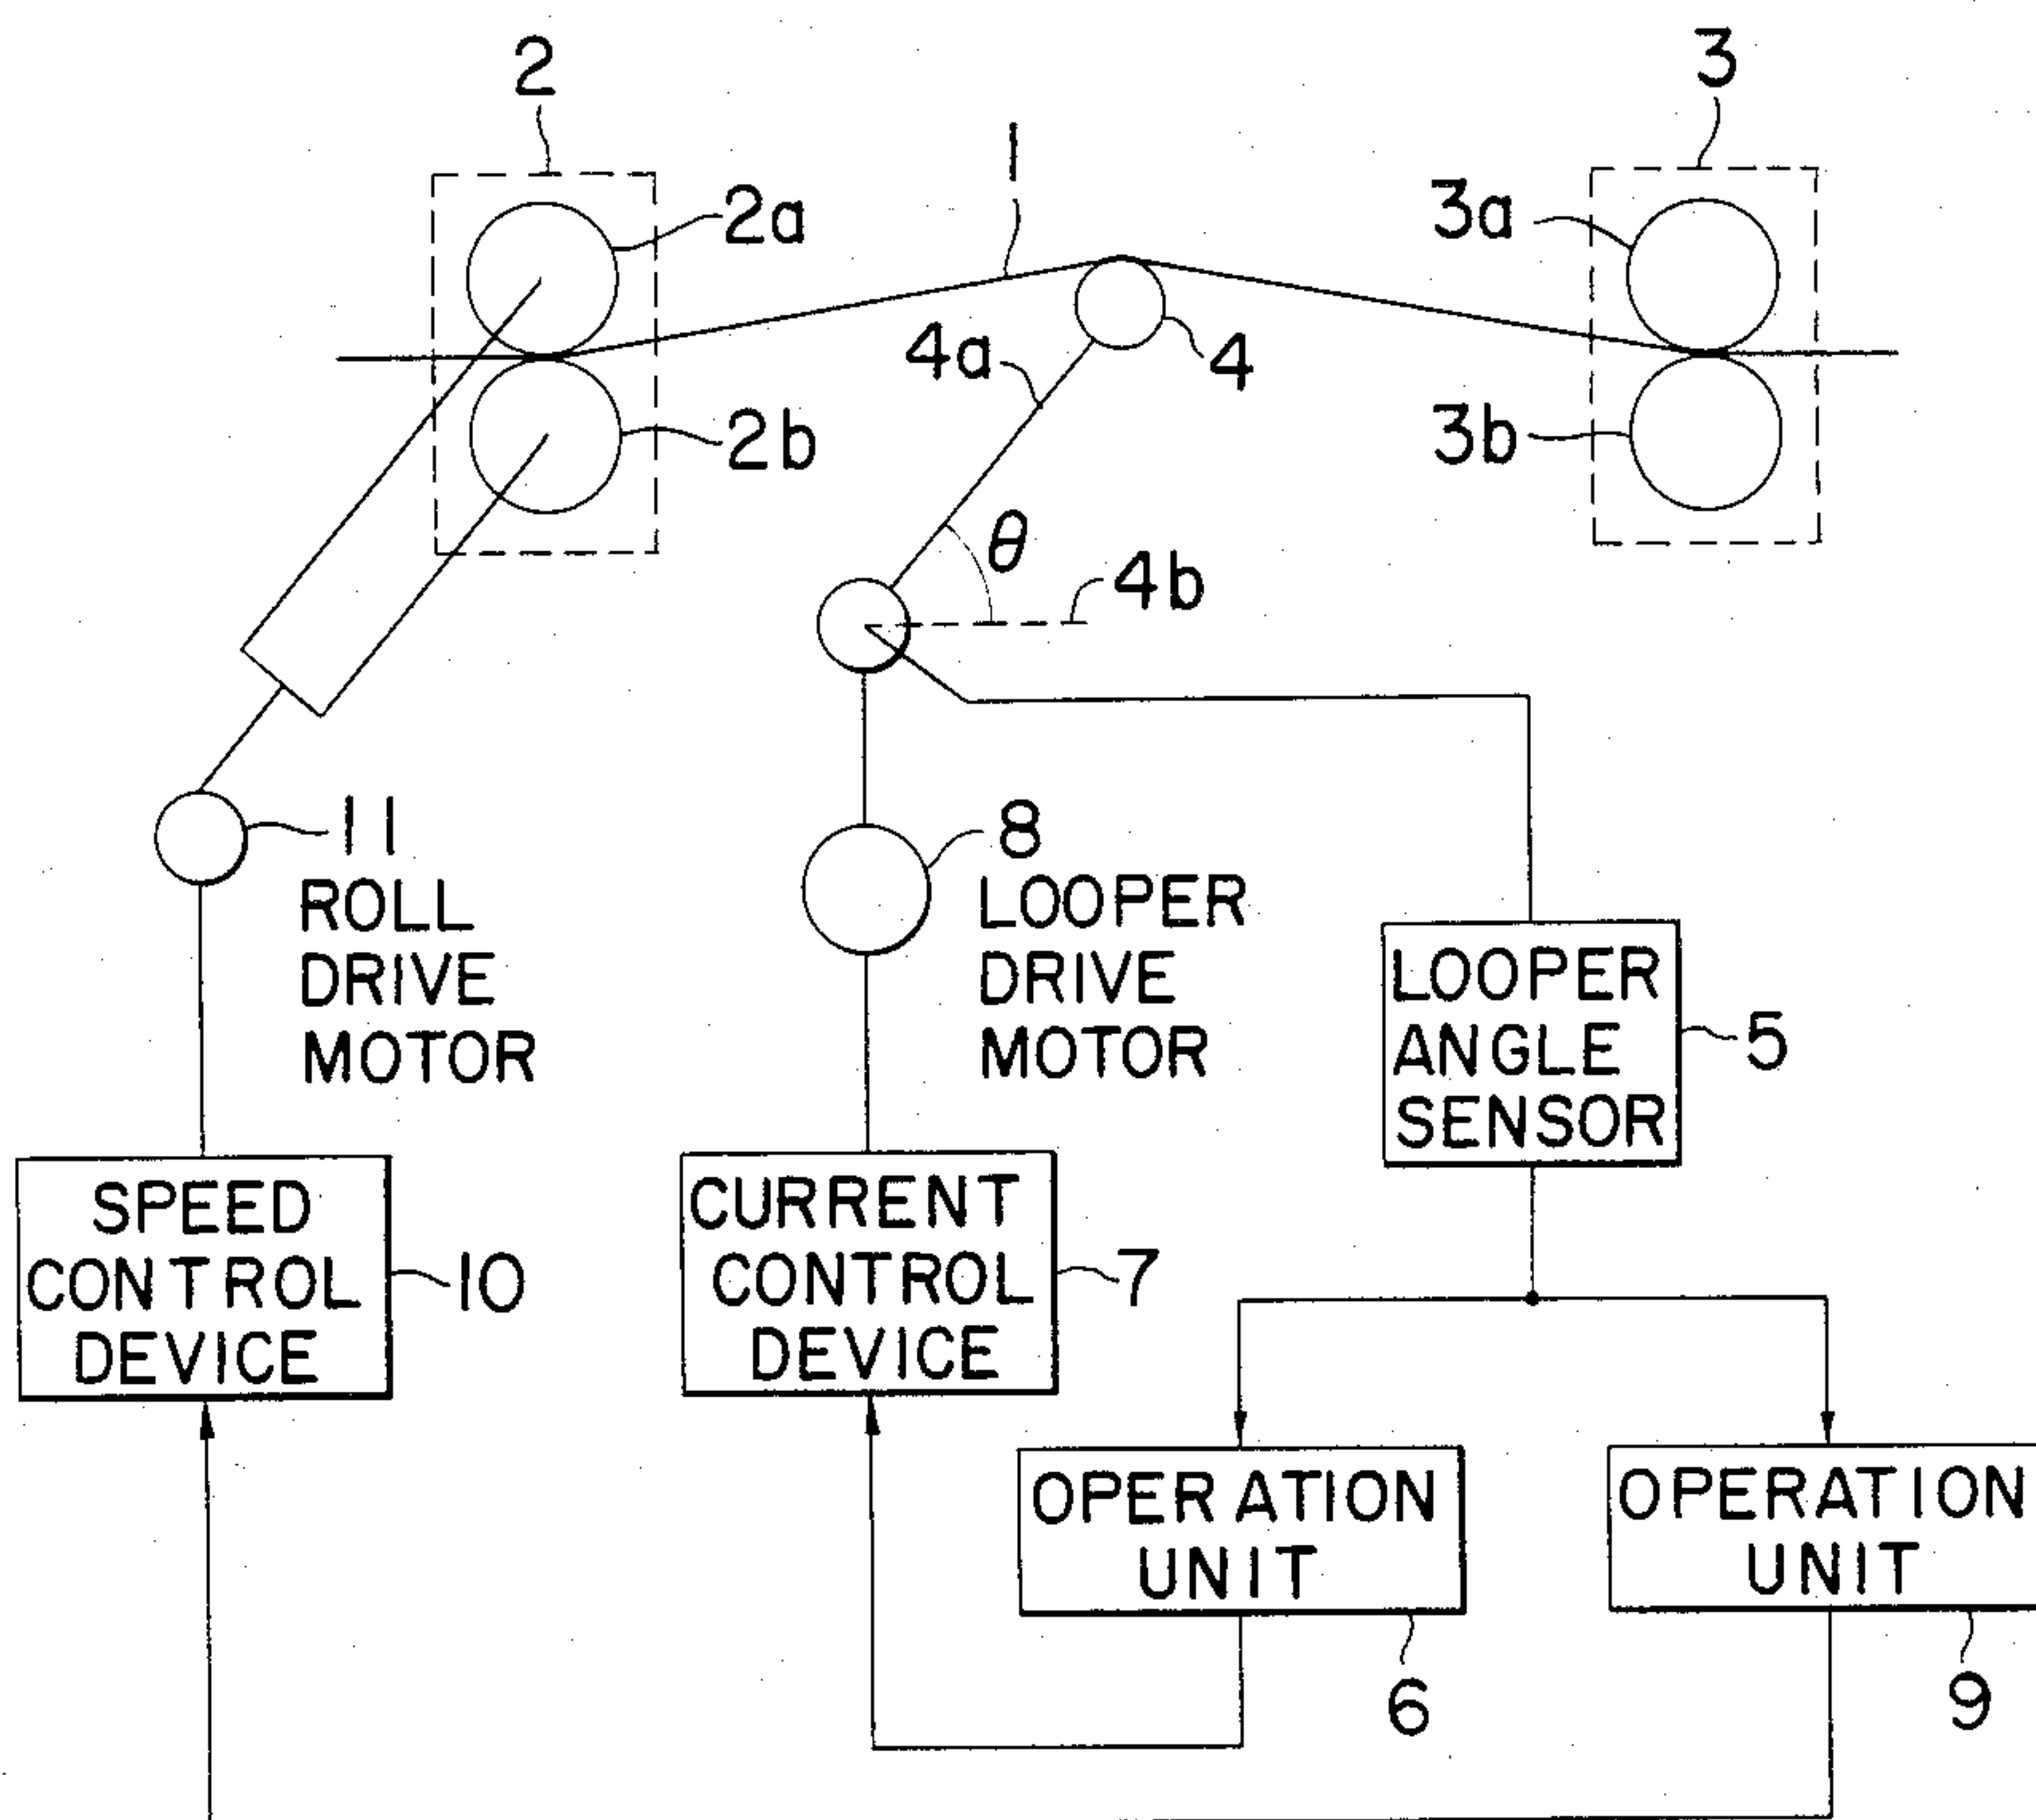 2
3
1
2a
3a
4a
4
2b
3b
θ
4b
11
ROLL
DRIVE
MOTOR
8
LOOPER
DRIVE
MOTOR
LOOPER
ANGLE
SENSOR
5
SPEED
CONTROL
DEVICE
10
CURRENT
CONTROL
DEVICE
7
OPERATION
UNIT
6
OPERATION
UNIT
9